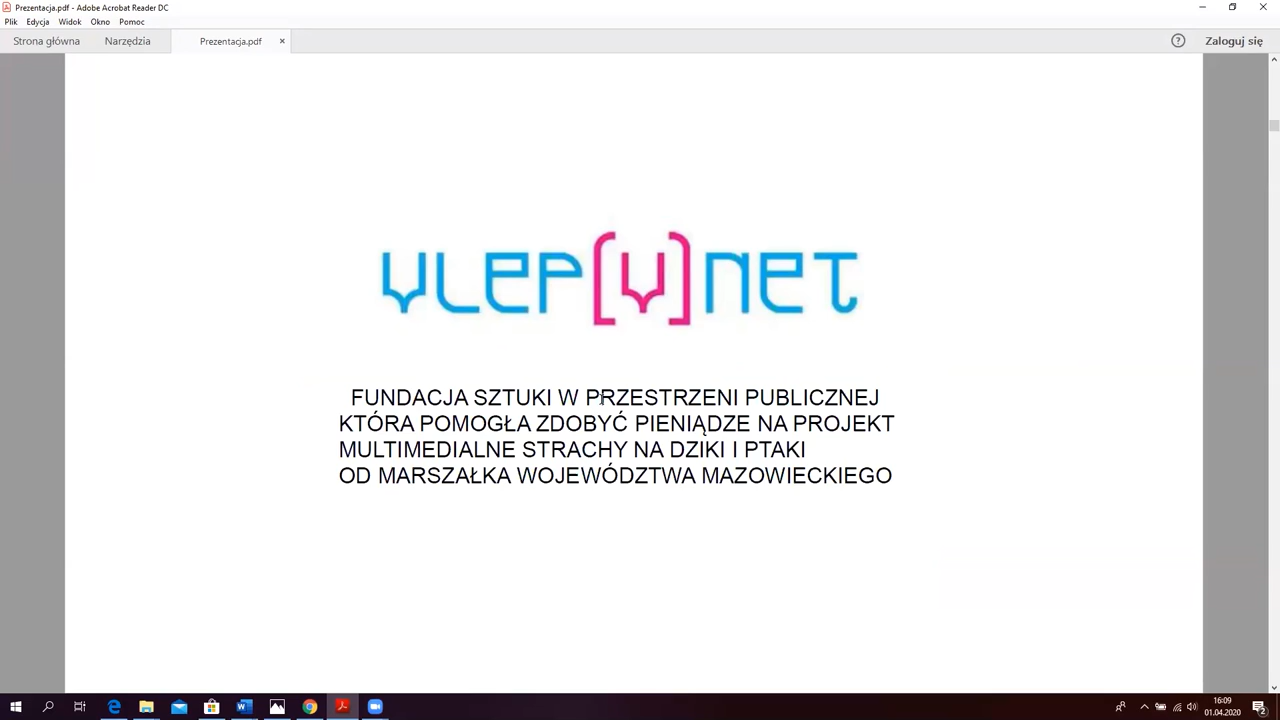 Prezentacja.pdf - Adobe Acrobat Reader DC
Plik Edycja Widok Okno Pomoc
Strona główna Narzędzia Prezentacja.pdf × ? Zaloguj się
VLEP[V]NET
FUNDACJA SZTUKI W PRZESTRZENI PUBLICZNEJ
KTÓRA POMOGŁA ZDOBYĆ PIENIĄDZE NA PROJEKT
MULTIMEDIALNE STRACHY NA DZIKI I PTAKI
OD MARSZAŁKA WOJEWÓDZTWA MAZOWIECKIEGO
16:09
01.04.2020
2